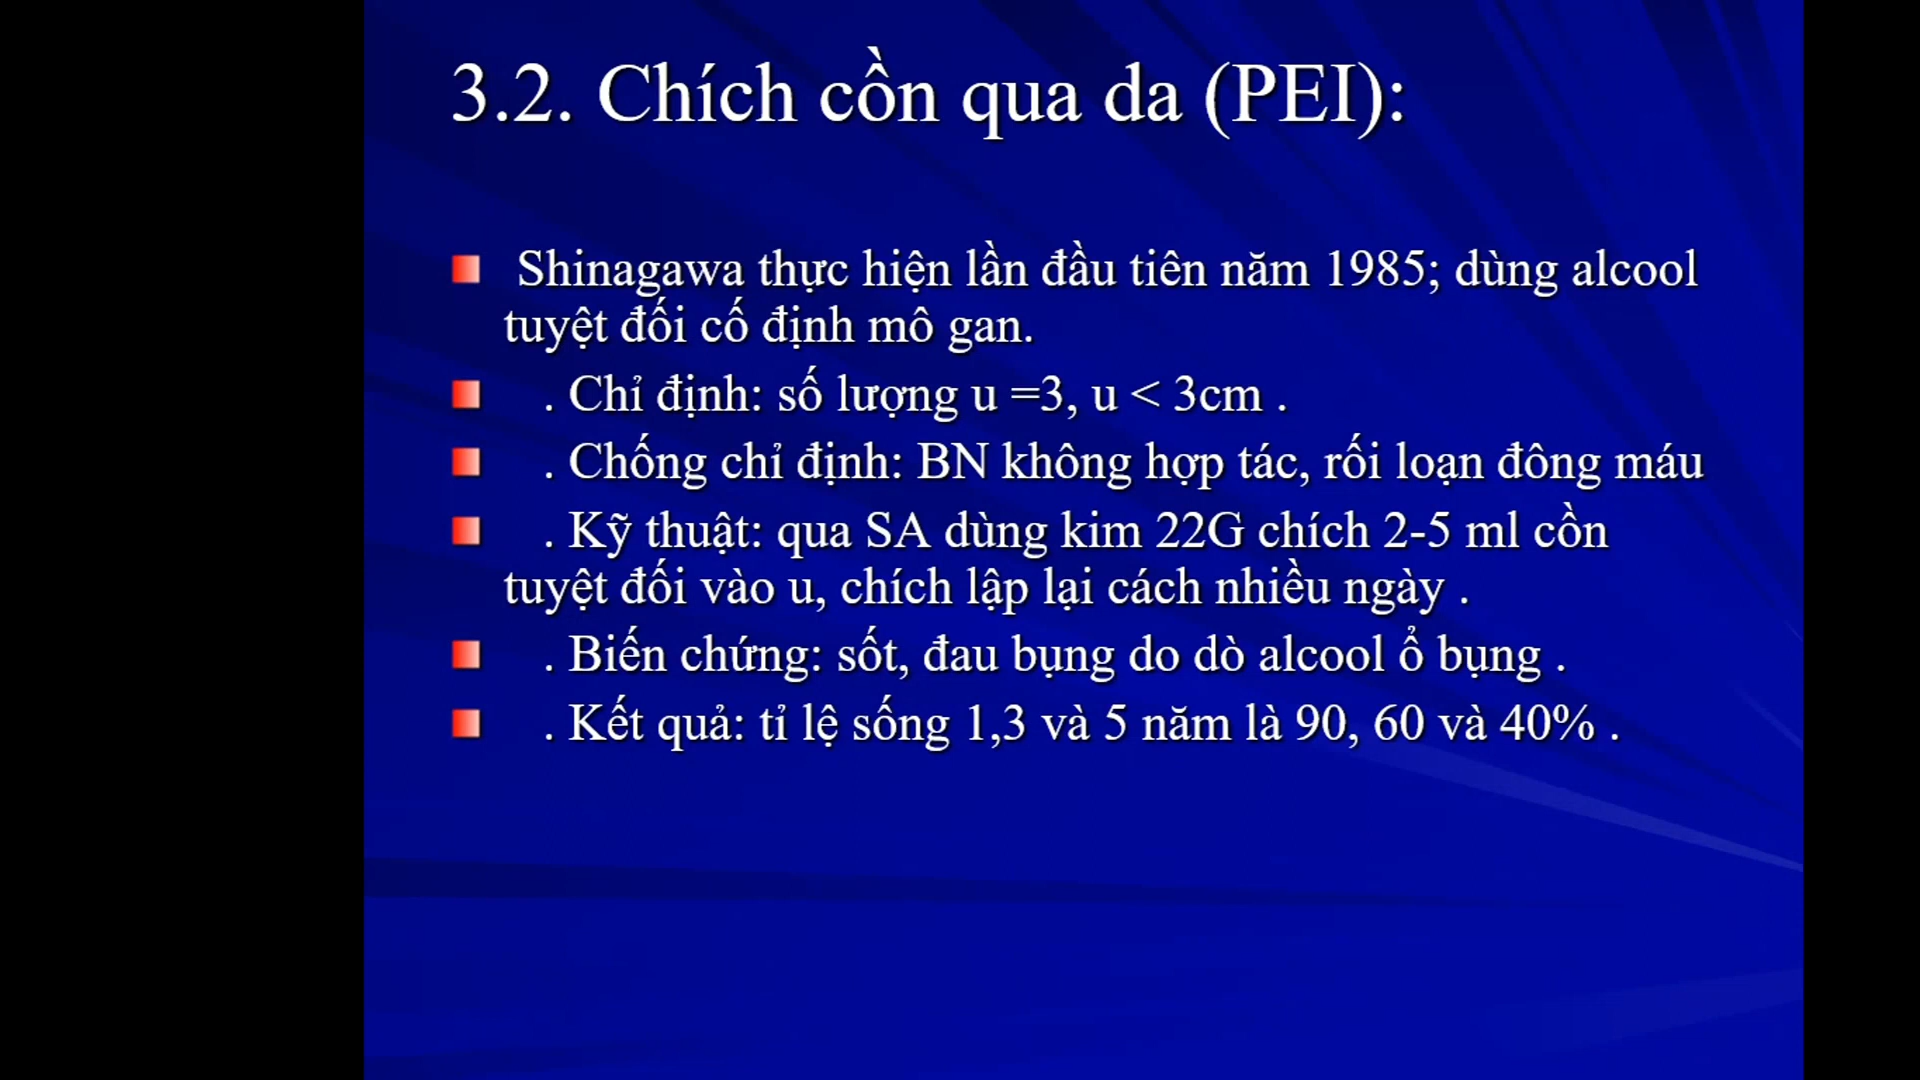 3.2. Chích cồn qua da (PEI):
Shinagawa thực hiện lần đầu tiên năm 1985; dùng alcool
tuyệt đối cố định mô gan.
. Chỉ định: số lượng u =3, u < 3cm .
. Chống chỉ định: BN không hợp tác, rối loạn đông máu
. Kỹ thuật: qua SA dùng kim 22G chích 2-5 ml cồn
tuyệt đối vào u, chích lập lại cách nhiều ngày .
. Biến chứng: sốt, đau bụng do dò alcool ổ bụng .
. Kết quả: tỉ lệ sống 1,3 và 5 năm là 90, 60 và 40% .